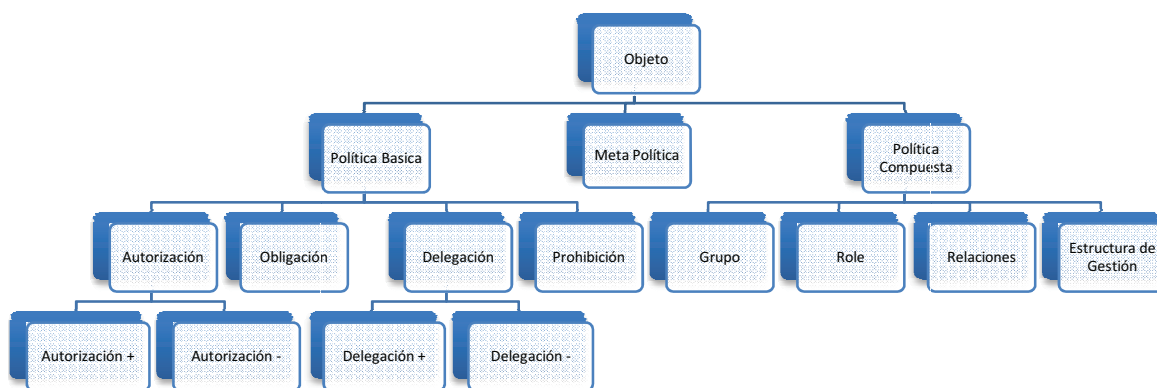 Objeto
Política Basica
Meta Política
Política
Compuesta
Autorización
Obligación
Delegación
Prohibición
Grupo
Role
Relaciones
Estructura de
Gestión
Autorización +
Autorización -
Delegación +
Delegación -